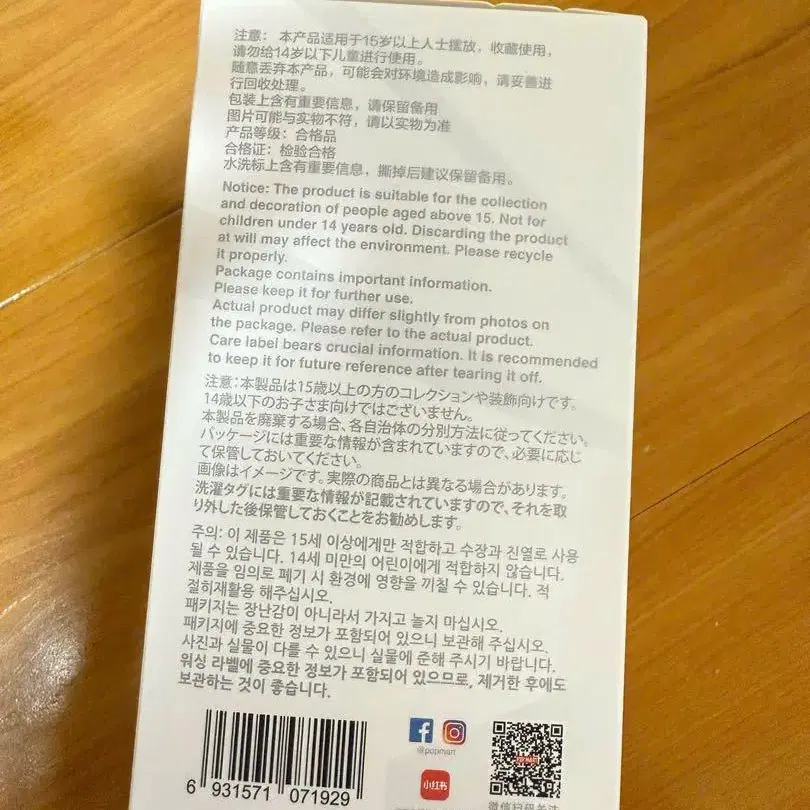 注意： 本产品适用于15岁以上人士摆放，收藏使用，
请勿给14岁以下儿童进行使用。
随意丢弃本产品，可能会对环境造成影响，请妥善进
行回收处理。
包装上含有重要信息，请保留备用
图片可能与实物不符，请以实物为准
产品等级：合格品
合格证：检验合格
水洗标上含有重要信息，撕掉后建议保留备用。
Notice: The product is suitable for the collection
and decoration of people aged above 15. Not for
children under 14 years old. Discarding the product
at will may affect the environment. Please recycle
it properly.
Package contains important information.
Please keep it for further use.
Actual product may differ slightly from photos on
the package. Please refer to the actual product.
Care label bears crucial information. It is recommended
to keep it for future reference after tearing it off.
注意：本製品は15歳以上の方のコレクションや装飾向けです。
14歳以下のお子さま向けではございません。
本製品を廃棄する場合、各自治体の分別方法に従ってください。
パッケージには重要な情報が含まれていますので、必要に応じ
て保管しておいてください。
画像はイメージです。実際の商品とは異なる場合があります。
洗濯タグには重要な情報が記載されていますので、それを取
り外した後保管しておくことをお勧めします。
주의: 이 제품은 15세 이상에게만 적합하고 수장과 진열로 사용
될 수 있습니다. 14세 미만의 어린이에게 적합하지 않습니다.
제품을 임의로 폐기 시 환경에 영향을 끼칠 수 있습니다. 적
절히재활용 해주십시오.
패키지는 장난감이 아니라서 가지고 놀지 마십시오.
패키지에 중요한 정보가 포함되어 있으니 보관해 주십시오.
사진과 실물이 다를 수 있으니 실물에 준해 주시기 바랍니다.
워싱 라벨에 중요한 정보가 포함되어 있으므로, 제거한 후에도
보관하는 것이 좋습니다.
@popmart
小红书
POP MART
微信扫码关注
6 931571 071929